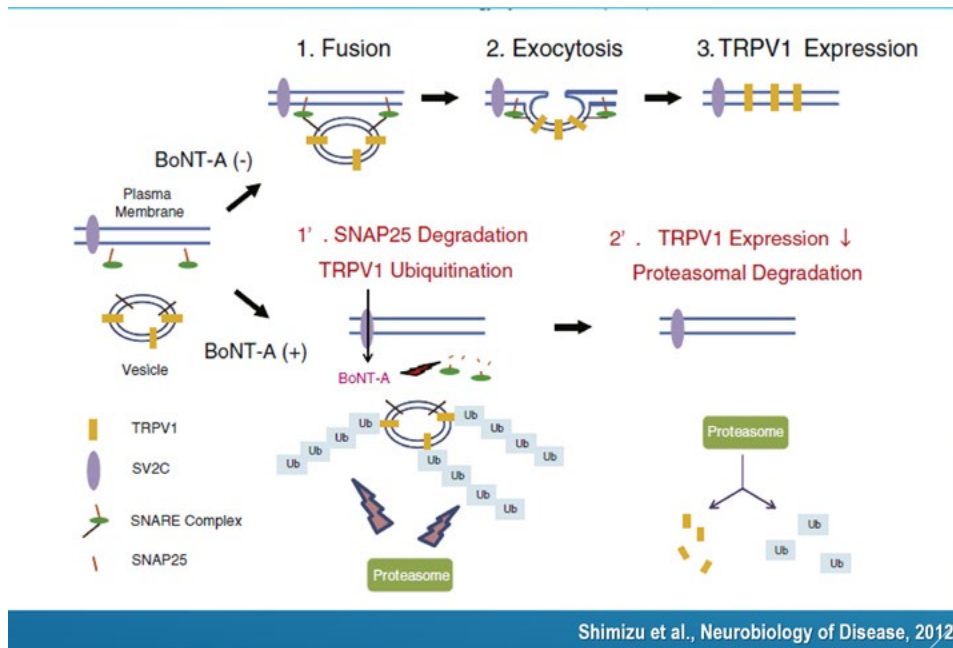 1. Fusion
2. Exocytosis
3. TRPV1 Expression
BoNT-A (-)
Plasma
Membrane
1' . SNAP25 Degradation
TRPV1 Ubiquitination
2' . TRPV1 Expression ↓
Proteasomal Degradation
BoNT-A (+)
Vesicle
BoNT-A
TRPV1
SV2C
SNARE Complex
SNAP25
Ub
Ub
Ub
Ub
Ub
Ub
Ub
Ub
Ub
Ub
Ub
Ub
Ub
Proteasome
Proteasome
Ub
Ub
Ub
Shimizu et al., Neurobiology of Disease, 2012